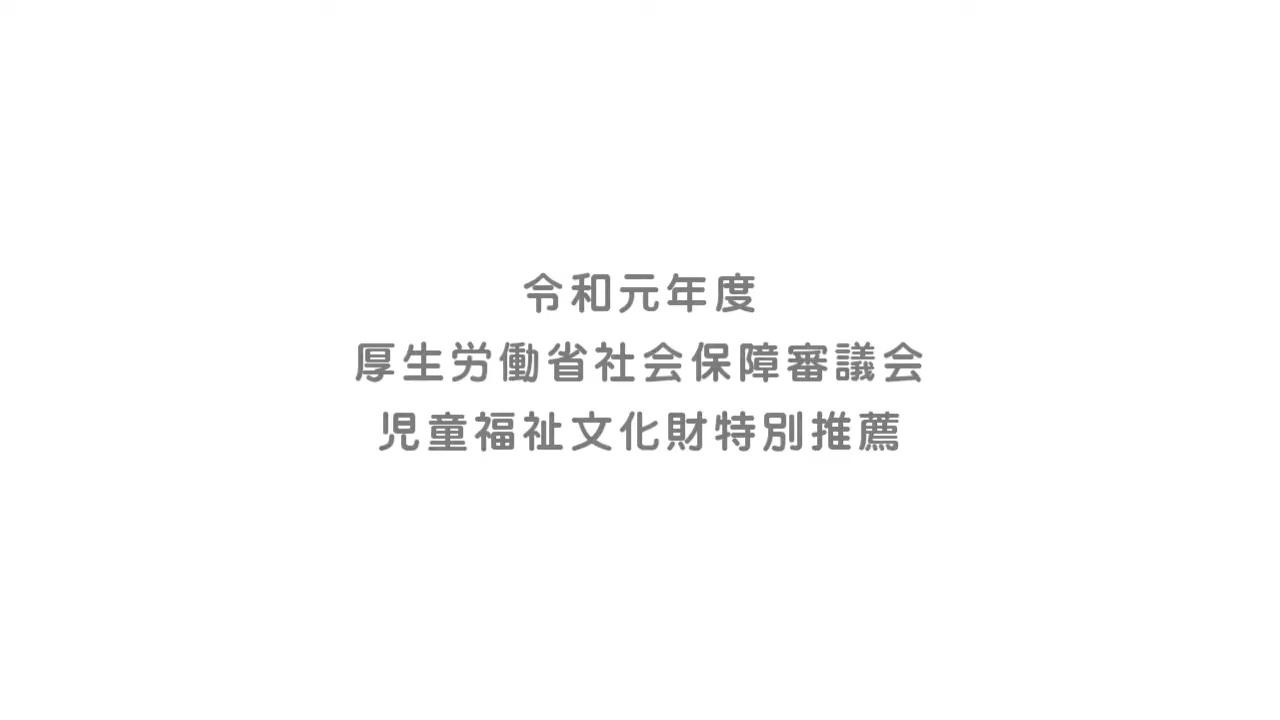 令和元年度
厚生労働省社会保障審議会
児童福祉文化財特別推薦